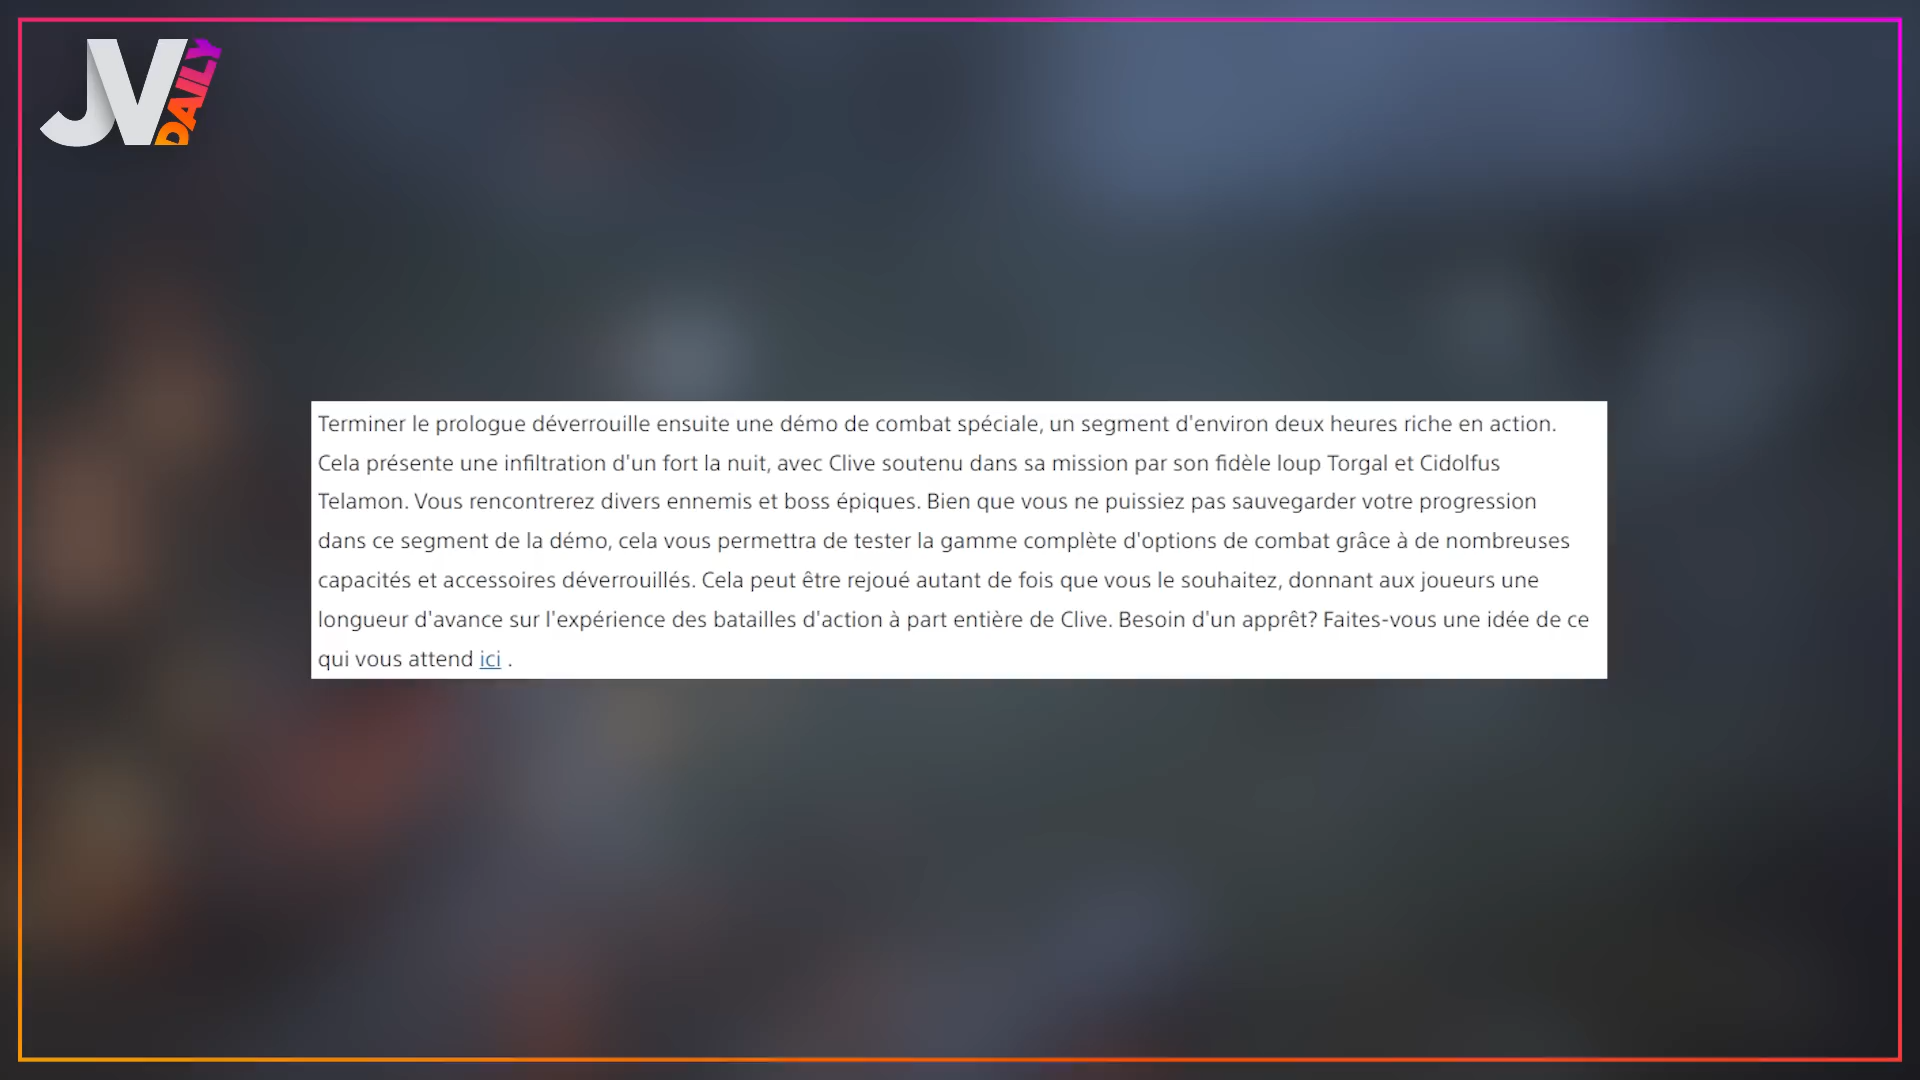 JV
DAILY
Terminer le prologue déverrouille ensuite une démo de combat spéciale, un segment d'environ deux heures riche en action.
Cela présente une infiltration d'un fort la nuit, avec Clive soutenu dans sa mission par son fidèle loup Torgal et Cidolfus
Telamon. Vous rencontrerez divers ennemis et boss épiques. Bien que vous ne puissiez pas sauvegarder votre progression
dans ce segment de la démo, cela vous permettra de tester la gamme complète d'options de combat grâce à de nombreuses
capacités et accessoires déverrouillés. Cela peut être rejoué autant de fois que vous le souhaitez, donnant aux joueurs une
longueur d'avance sur l'expérience des batailles d'action à part entière de Clive. Besoin d'un apprêt? Faites-vous une idée de ce
qui vous attend ici .